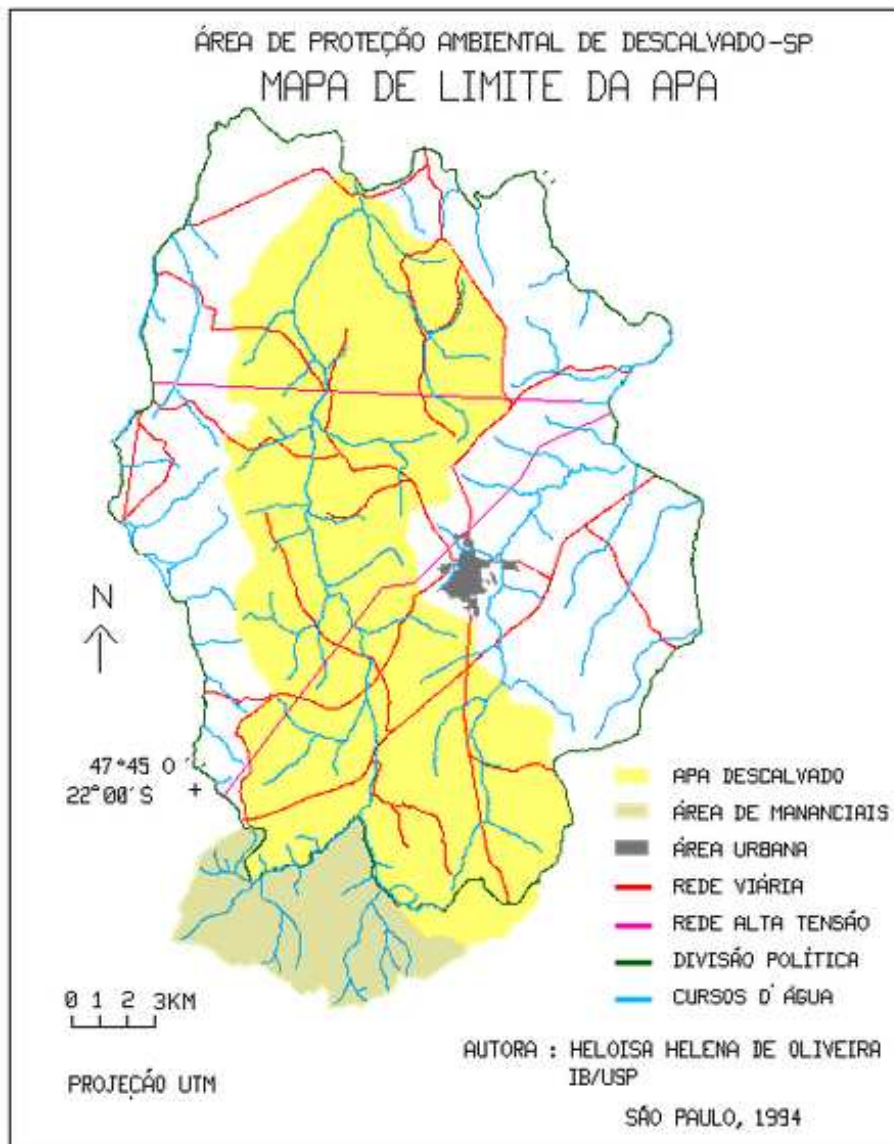 ÁREA DE PROTEÇÃO AMBIENTAL DE DESCALVADO-SP
MAPA DE LIMITE DA APA
N
47°45 O´
22°00´S +
APA DESCALVADO
ÁREA DE MANANCIAIS
ÁREA URBANA
REDE VIÁRIA
REDE ALTA TENSÃO
DIVISÃO POLÍTICA
CURSOS D´ÁGUA
0 1 2 3KM
PROJEÇÃO UTM
AUTORA : HELOISA HELENA DE OLIVEIRA
IB/USP
SÃO PAULO, 1994